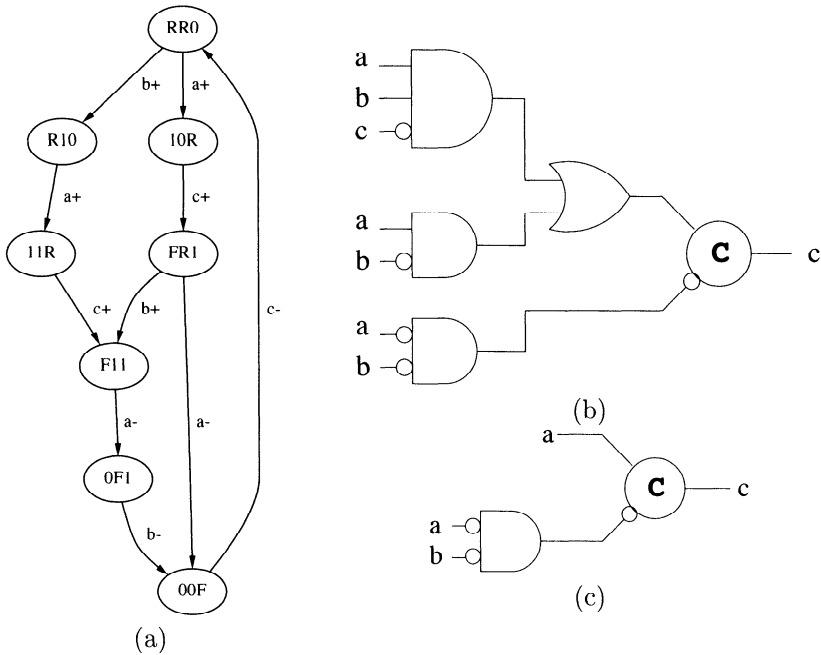 RR0
b+
a+
R10
10R
a+
c+
11R
FR1
c+
b+
c-
F11
a-
a-
0F1
b-
00F
(a)
a
b
c
a
b
C
c
a
b
(b)
a
C
c
a
b
(c)